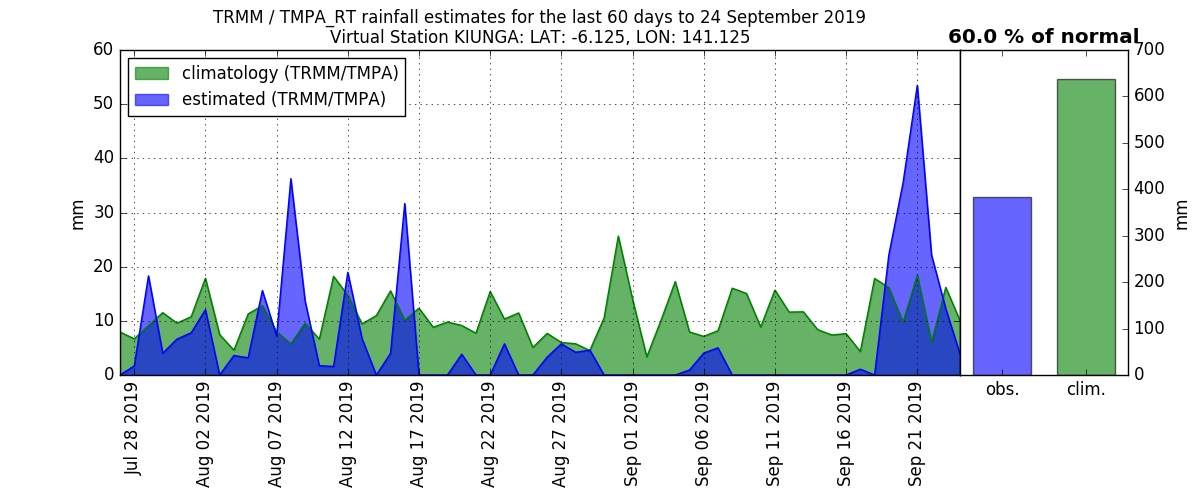 TRMM / TMPA_RT rainfall estimates for the last 60 days to 24 September 2019
Virtual Station KIUNGA: LAT: -6.125, LON: 141.125
60.0 % of normal
climatology (TRMM/TMPA)
estimated (TRMM/TMPA)
60
50
40
30
20
10
0
mm
700
600
500
400
300
200
100
0
mm
Jul 28 2019
Aug 02 2019
Aug 07 2019
Aug 12 2019
Aug 17 2019
Aug 22 2019
Aug 27 2019
Sep 01 2019
Sep 06 2019
Sep 11 2019
Sep 16 2019
Sep 21 2019
obs.
clim.